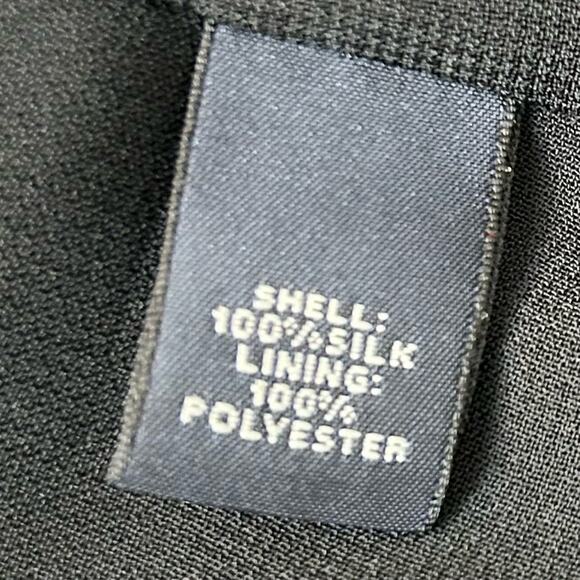 SHELL:
100%SILK
LINING:
100%
POLYESTER